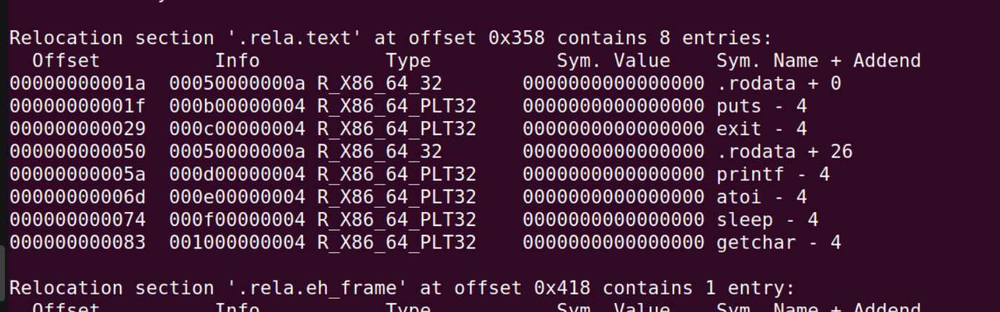 Relocation section '.rela.text' at offset 0x358 contains 8 entries:
  Offset          Info           Type           Sym. Value    Sym. Name + Addend
00000000001a  00050000000a R_X86_64_32       0000000000000000 .rodata + 0
00000000001f  000b00000004 R_X86_64_PLT32    0000000000000000 puts - 4
000000000029  000c00000004 R_X86_64_PLT32    0000000000000000 exit - 4
000000000050  00050000000a R_X86_64_32       0000000000000000 .rodata + 26
00000000005a  000d00000004 R_X86_64_PLT32    0000000000000000 printf - 4
00000000006d  000e00000004 R_X86_64_PLT32    0000000000000000 atoi - 4
000000000074  000f00000004 R_X86_64_PLT32    0000000000000000 sleep - 4
000000000083  001000000004 R_X86_64_PLT32    0000000000000000 getchar - 4

Relocation section '.rela.eh_frame' at offset 0x418 contains 1 entry:
  Offset          Info           Type           Sym. Value    Sym. Name + Addend